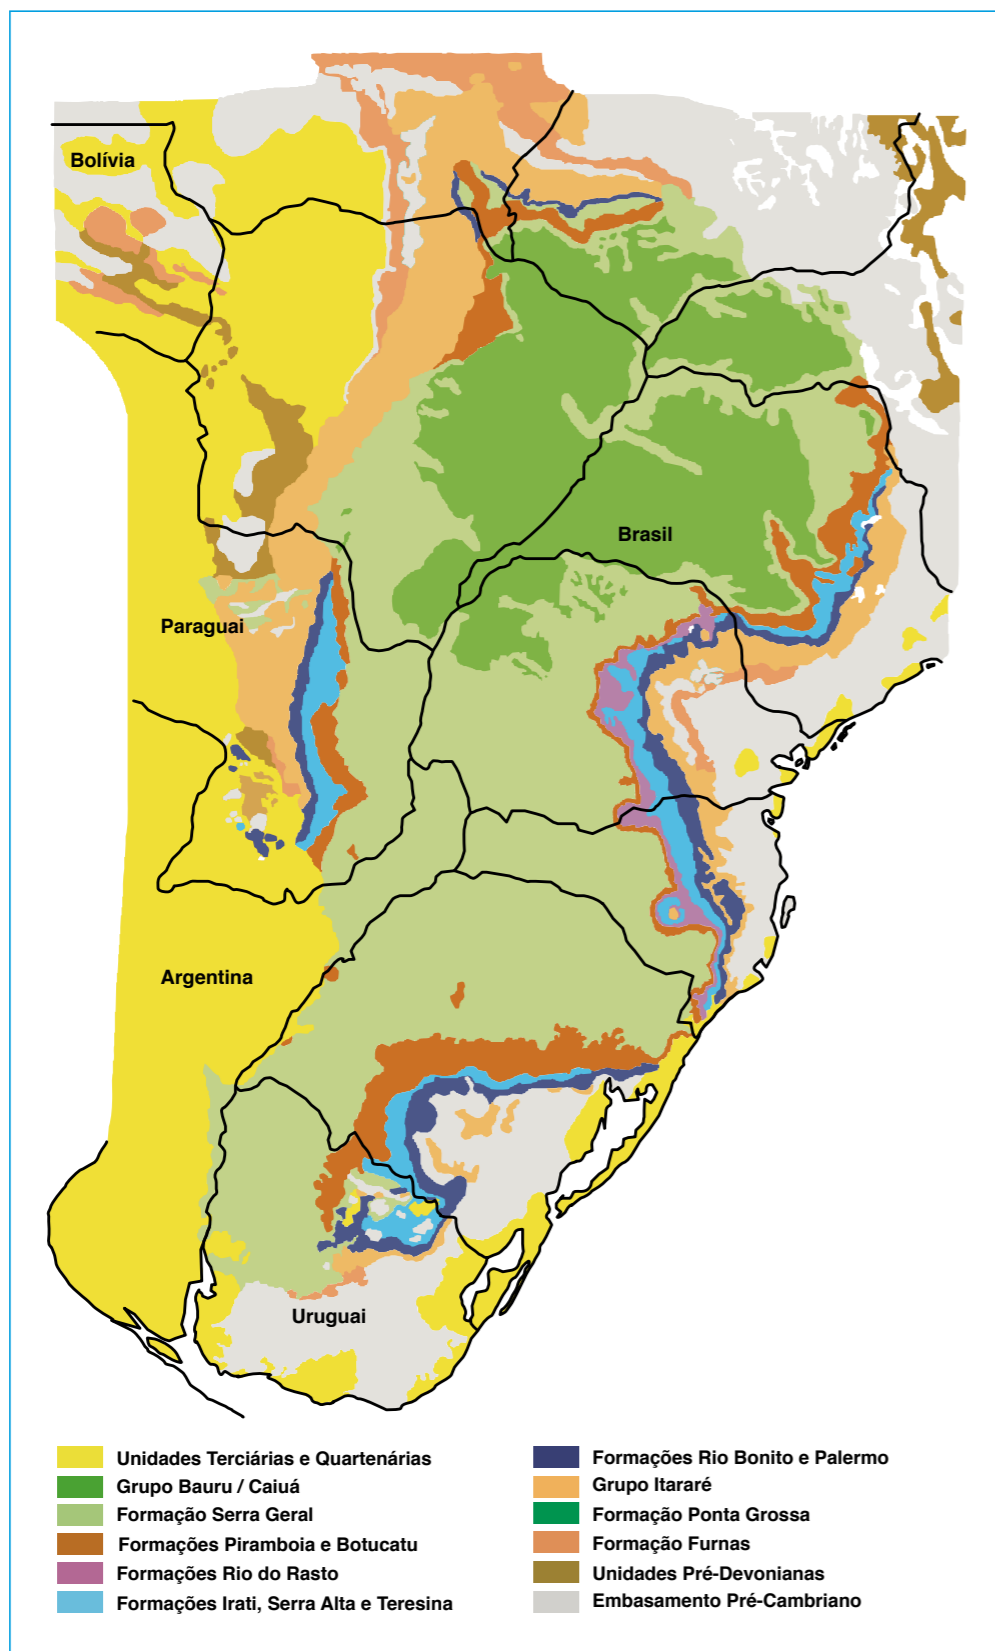 Bolívia
Brasil
Paraguai
Argentina
Uruguai
Unidades Terciárias e Quartenárias
Grupo Bauru / Caiuá
Formação Serra Geral
Formações Piramboia e Botucatu
Formações Rio do Rasto
Formações Irati, Serra Alta e Teresina
Formações Rio Bonito e Palermo
Grupo Itararé
Formação Ponta Grossa
Formação Furnas
Unidades Pré-Devonianas
Embasamento Pré-Cambriano